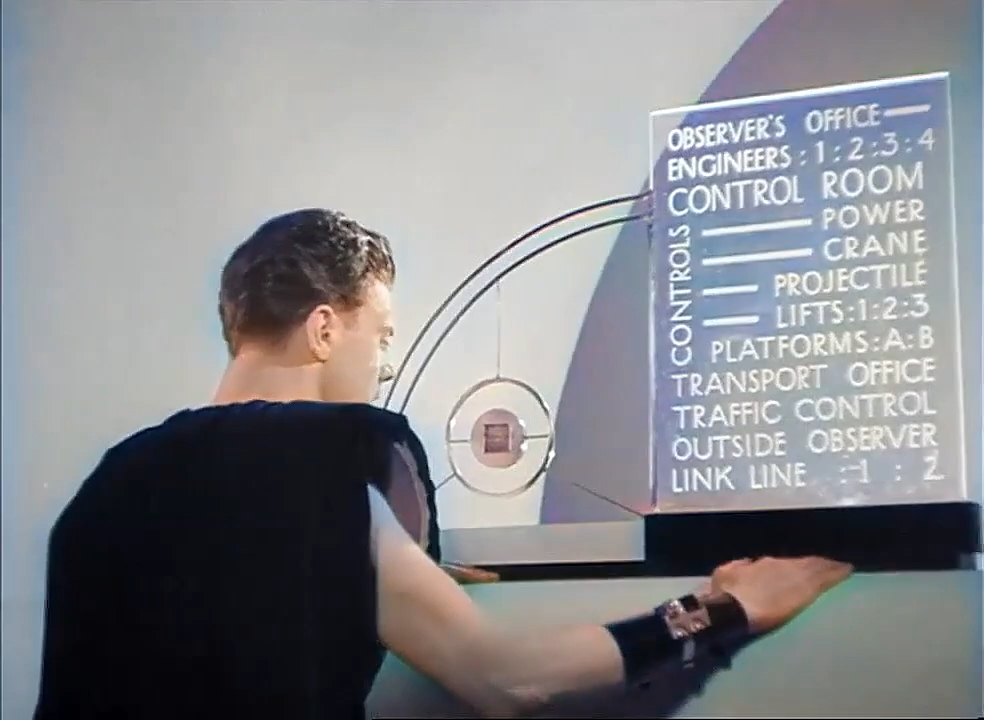 OBSERVER'S OFFICE —
ENGINEERS : 1 : 2 : 3 : 4
CONTROL ROOM
CONTROLS
— POWER
— CRANE
— PROJECTILE
— LIFTS : 1 : 2 : 3
PLATFORMS : A : B
TRANSPORT OFFICE
TRAFFIC CONTROL
OUTSIDE OBSERVER
LINK LINE : 1 : 2